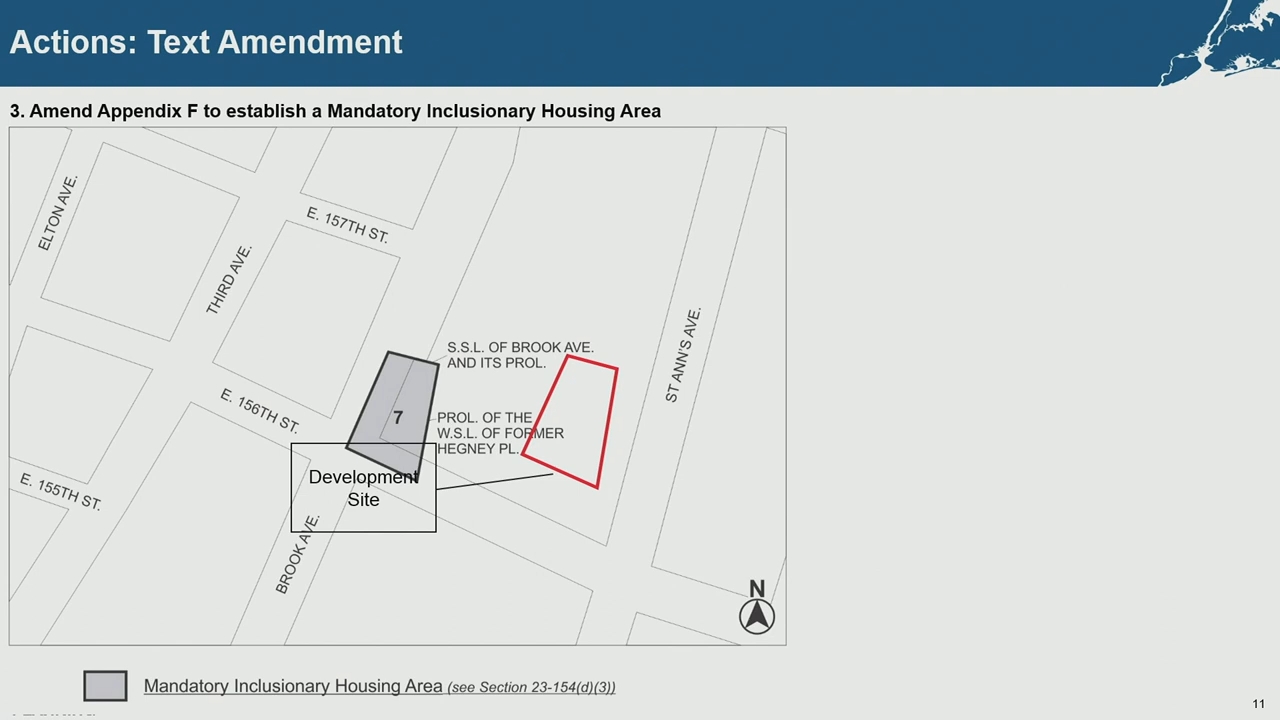 Actions: Text Amendment
3. Amend Appendix F to establish a Mandatory Inclusionary Housing Area
ELTON AVE.
E. 157TH ST.
THIRD AVE.
S.S.L. OF BROOK AVE.
AND ITS PROL.
ST ANN'S AVE.
E. 156TH ST.
7
PROL. OF THE
W.S.L. OF FORMER
HEGNEY PL.
Development
Site
E. 155TH ST.
BROOK AVE.
N
Mandatory Inclusionary Housing Area (see Section 23-154(d)(3))
11